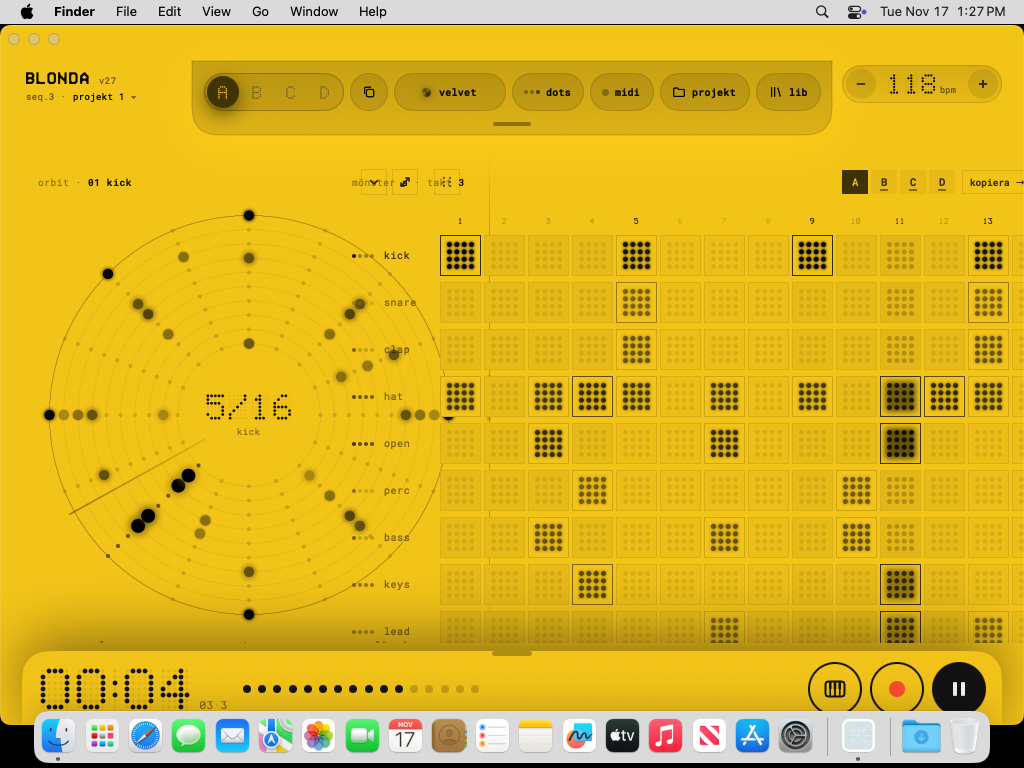 Finder File Edit View Go Window Help Tue Nov 17 1:27 PM
BLONDA v27
seq.3 · projekt 1
A B C D velvet dots midi projekt lib
− 118 bpm +
orbit · 01 kick
mönster · takt 3
A B C D kopiera →
1 2 3 4 5 6 7 8 9 10 11 12 13
kick
snare
clap
hat
open
perc
bass
keys
lead
5/16
kick
00:04 03·3
NOV
17
tv